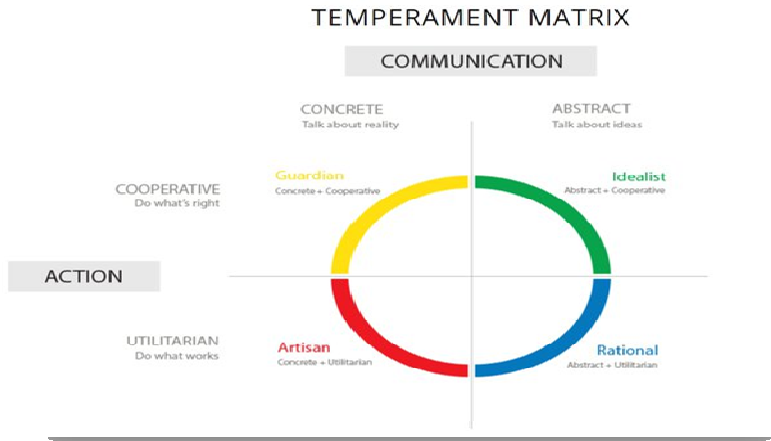 TEMPERAMENT MATRIX
COMMUNICATION
CONCRETE
Talk about reality
ABSTRACT
Talk about ideas
COOPERATIVE
Do what's right
Guardian
Concrete + Cooperative
Idealist
Abstract + Cooperative
ACTION
UTILITARIAN
Do what works
Artisan
Concrete + Utilitarian
Rational
Abstract + Utilitarian